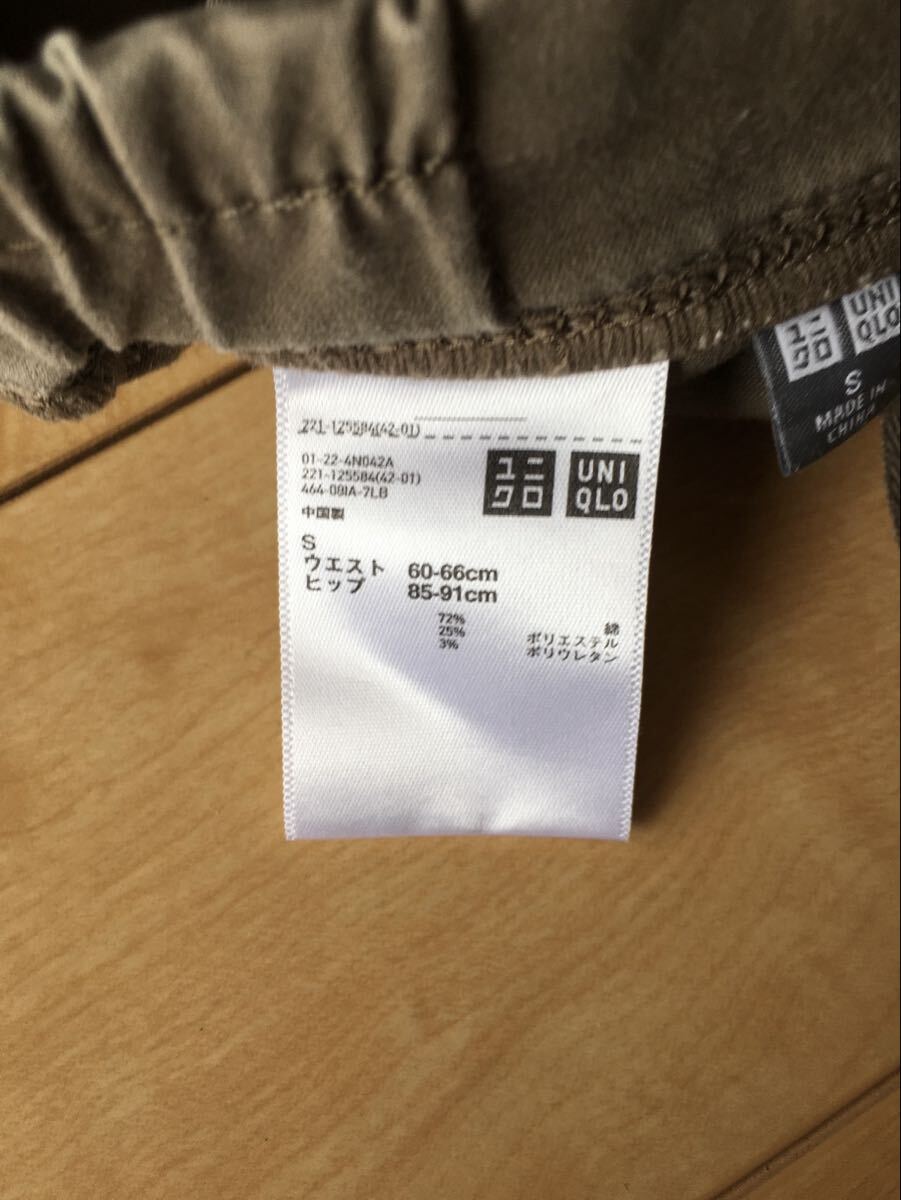 221-125584(42-01)
01-22-4N042A
221-125584(42-01)
464-08IA-7LB
中国製
ユニ
クロ
UNI
QLO
S
ウエスト 60-66cm
ヒップ 85-91cm
72% 綿
25% ポリエステル
3% ポリウレタン
ユニ
クロ
UNI
QLO
S
MADE IN
CHINA